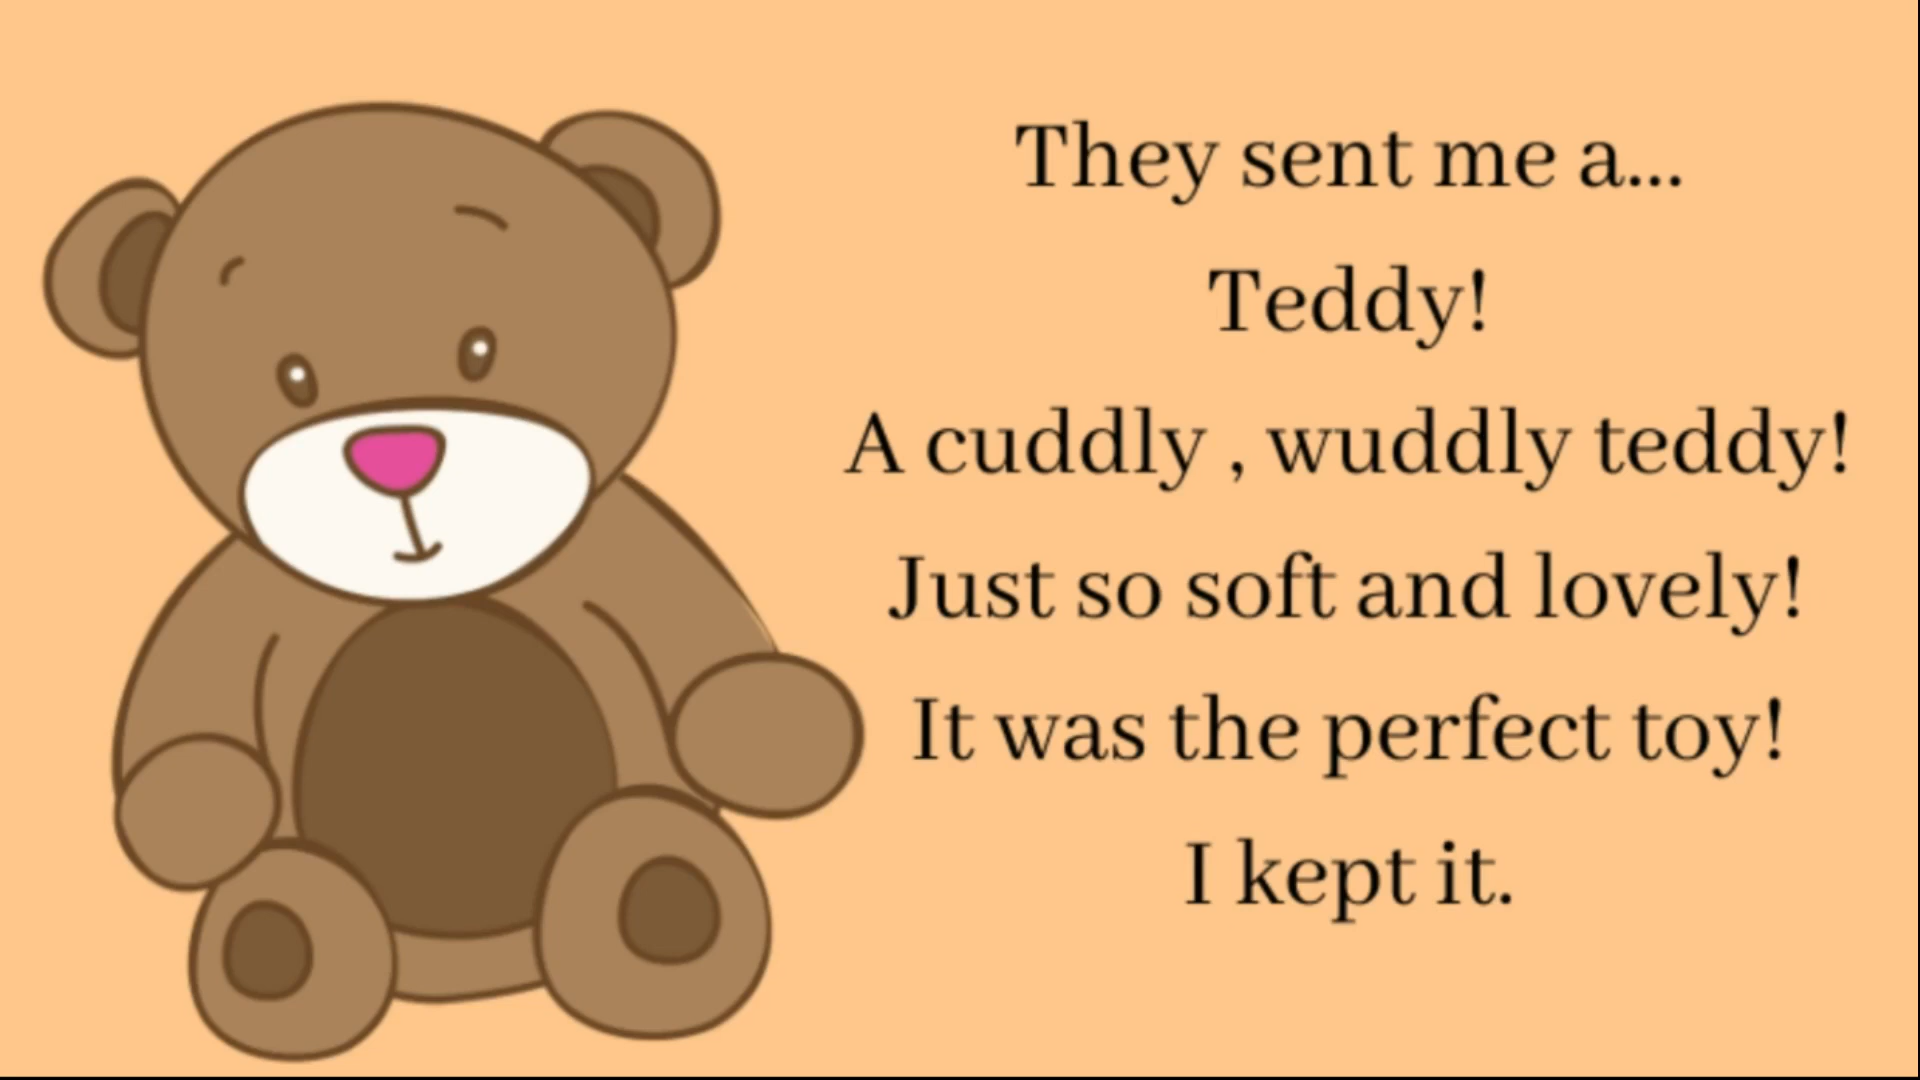 They sent me a...
Teddy!
A cuddly , wuddly teddy!
Just so soft and lovely!
It was the perfect toy!
I kept it.